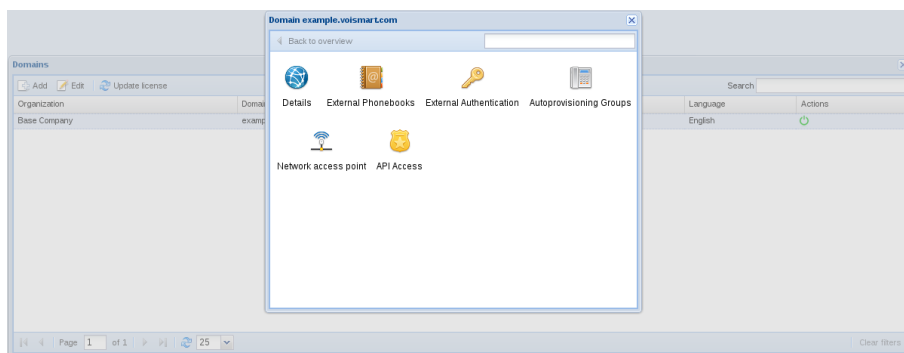 Domain example.voismart.com
Back to overview
Domains
Add Edit Update license Search
Organization Domai Language Actions
Base Company examp English
Details External Phonebooks External Authentication Autoprovisioning Groups
Network access point API Access
Page 1 of 1 25 Clear filters